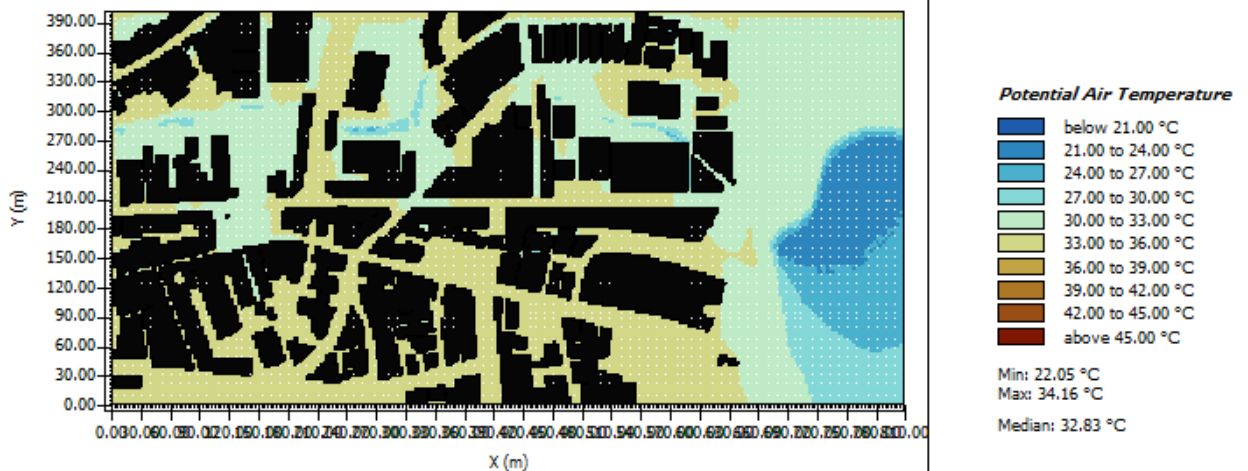 390.00
360.00
330.00
300.00
270.00
240.00
210.00
180.00
150.00
120.00
90.00
60.00
30.00
0.00
Y (m)
X (m)
Potential Air Temperature
below 21.00 °C
21.00 to 24.00 °C
24.00 to 27.00 °C
27.00 to 30.00 °C
30.00 to 33.00 °C
33.00 to 36.00 °C
36.00 to 39.00 °C
39.00 to 42.00 °C
42.00 to 45.00 °C
above 45.00 °C
Min: 22.05 °C
Max: 34.16 °C
Median: 32.83 °C